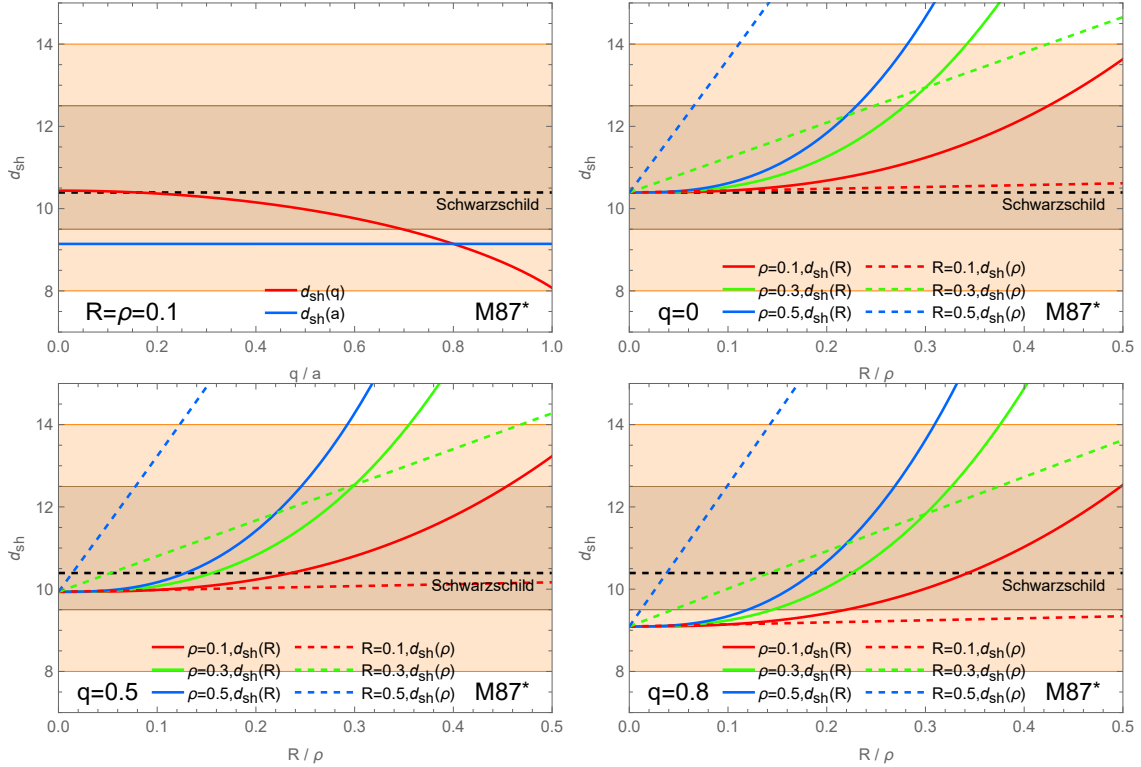 14
12
10
8
d_sh
Schwarzschild
d_sh(q)
d_sh(a)
R=ρ=0.1
M87*
0.0 0.2 0.4 0.6 0.8 1.0
q / a
14
12
10
8
d_sh
Schwarzschild
ρ=0.1,d_sh(R) R=0.1,d_sh(ρ)
ρ=0.3,d_sh(R) R=0.3,d_sh(ρ)
ρ=0.5,d_sh(R) R=0.5,d_sh(ρ)
q=0
M87*
0.0 0.1 0.2 0.3 0.4 0.5
R / ρ
14
12
10
8
d_sh
Schwarzschild
ρ=0.1,d_sh(R) R=0.1,d_sh(ρ)
ρ=0.3,d_sh(R) R=0.3,d_sh(ρ)
ρ=0.5,d_sh(R) R=0.5,d_sh(ρ)
q=0.5
M87*
0.0 0.1 0.2 0.3 0.4 0.5
R / ρ
14
12
10
8
d_sh
Schwarzschild
ρ=0.1,d_sh(R) R=0.1,d_sh(ρ)
ρ=0.3,d_sh(R) R=0.3,d_sh(ρ)
ρ=0.5,d_sh(R) R=0.5,d_sh(ρ)
q=0.8
M87*
0.0 0.1 0.2 0.3 0.4 0.5
R / ρ